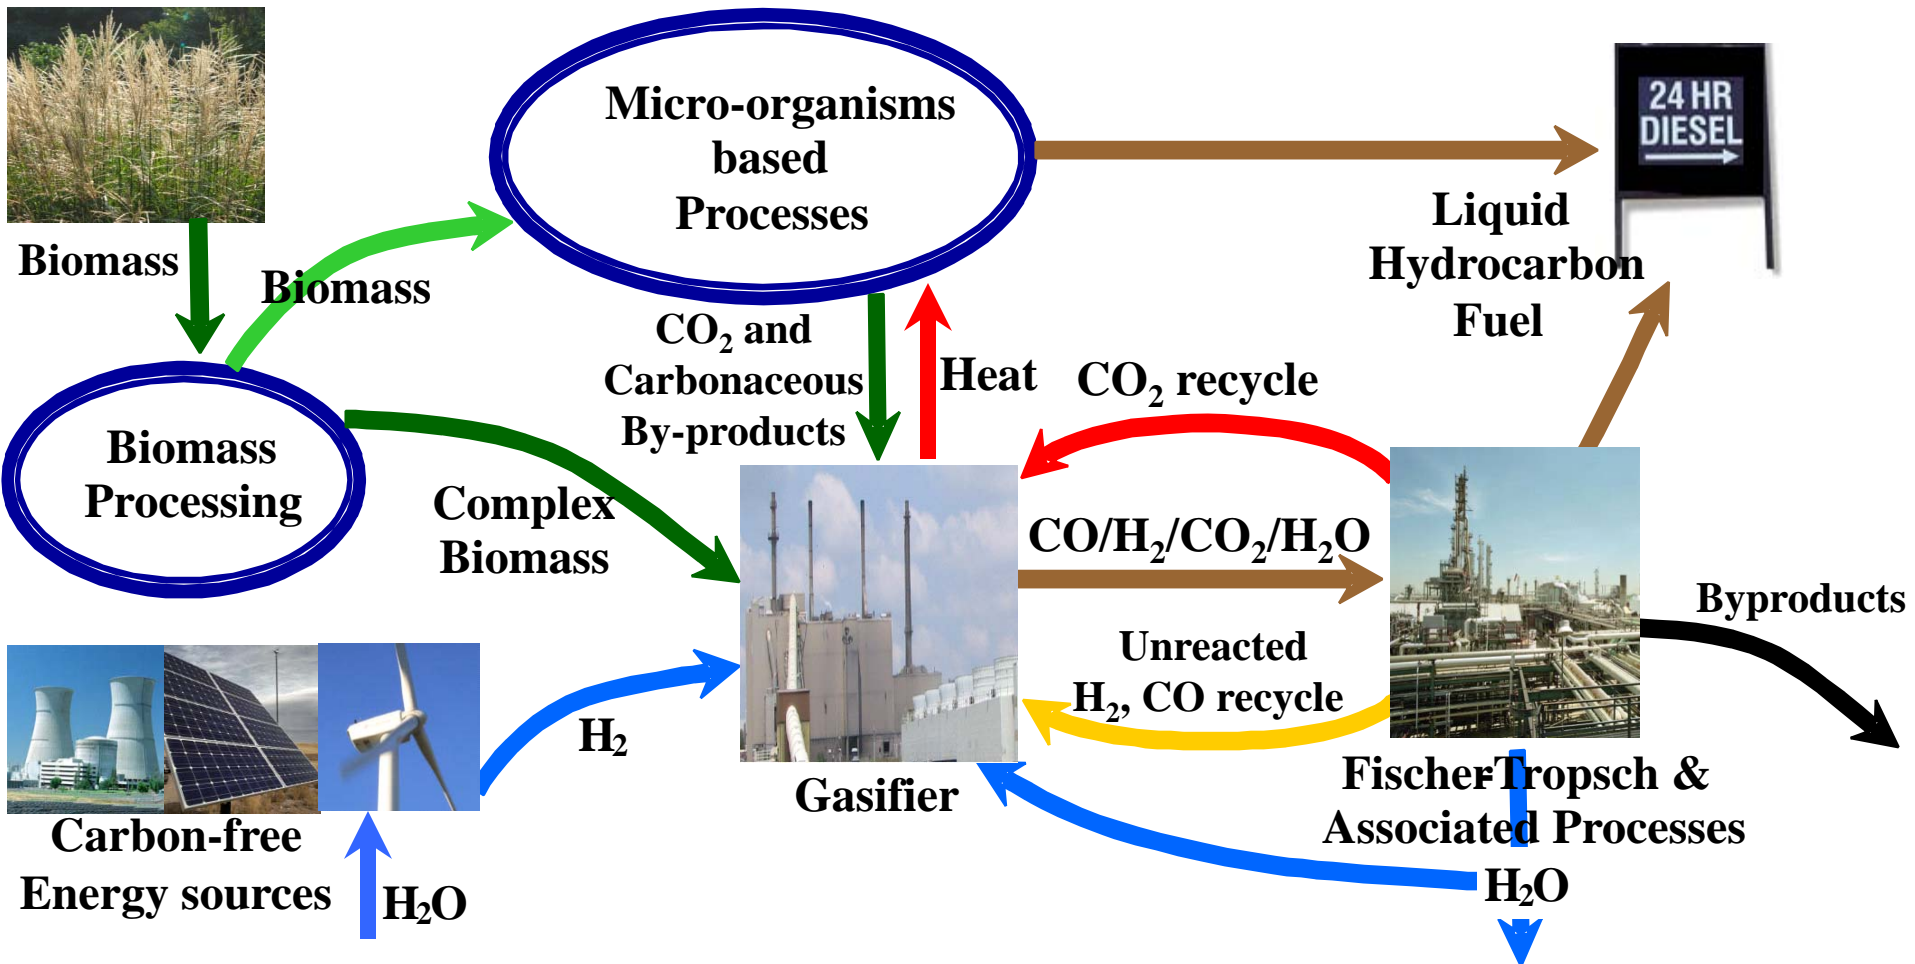 Micro-organisms
based
Processes
24 HR
DIESEL
Liquid
Hydrocarbon
Fuel
Biomass
Biomass
CO₂ and
Carbonaceous
By-products
Heat
CO₂ recycle
Biomass
Processing
Complex
Biomass
CO/H₂/CO₂/H₂O
Byproducts
Unreacted
H₂, CO recycle
H₂
Gasifier
Fischer-Tropsch &
Associated Processes
Carbon-free
Energy sources
H₂O
H₂O